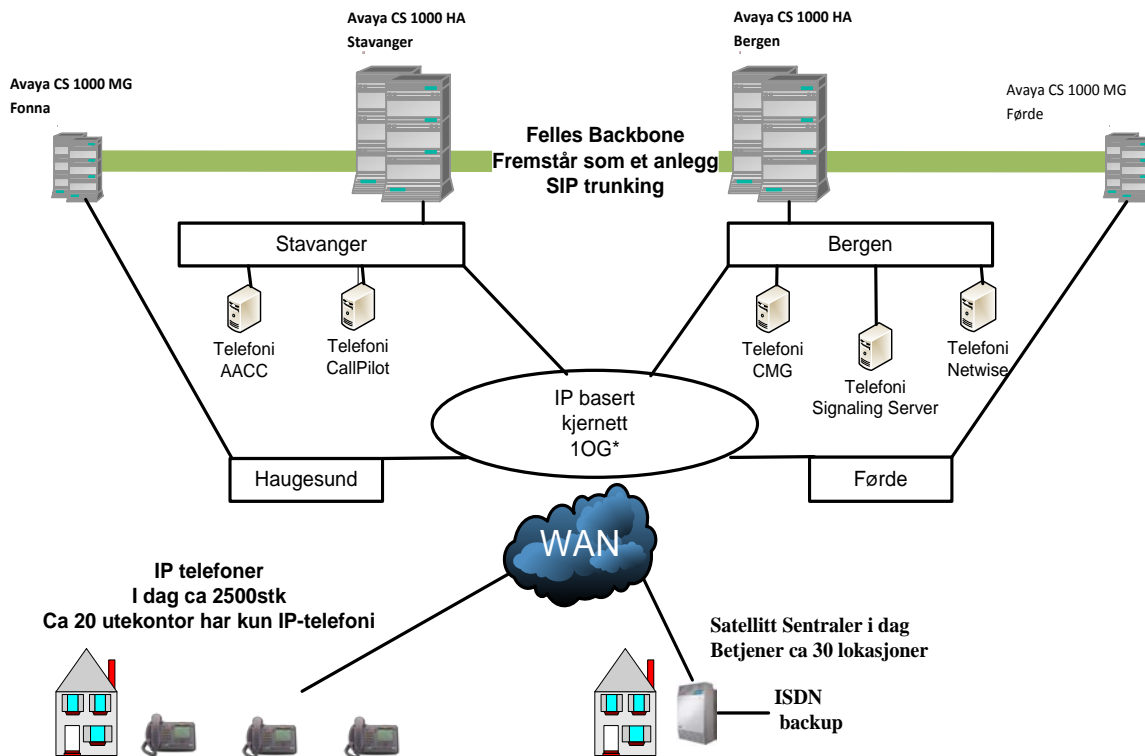 Avaya CS 1000 HA
Stavanger
Avaya CS 1000 HA
Bergen
Avaya CS 1000 MG
Fonna
Avaya CS 1000 MG
Førde
Felles Backbone
Fremstår som et anlegg
SIP trunking
Stavanger
Bergen
Telefoni
AACC
Telefoni
CallPilot
Telefoni
CMG
Telefoni
Signaling Server
Telefoni
Netwise
IP basert
kjernett
1OG*
Haugesund
Førde
WAN
IP telefoner
I dag ca 2500stk
Ca 20 utekontor har kun IP-telefoni
Satellitt Sentraler i dag
Betjener ca 30 lokasjoner
ISDN
backup